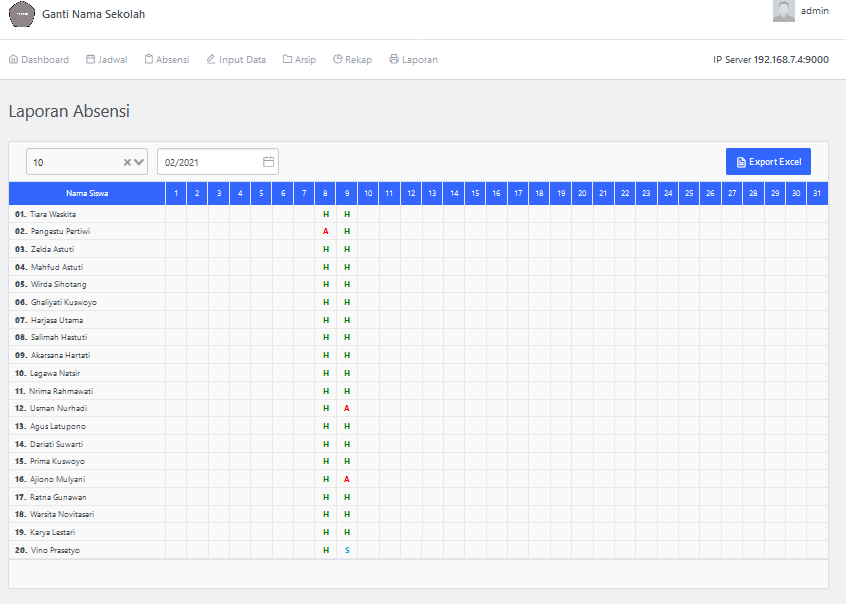 Ganti Nama Sekolah admin
Dashboard Jadwal Absensi Input Data Arsip Rekap Laporan IP Server 192.168.7.4:9000
Laporan Absensi
10 02/2021 Export Excel
Nama Siswa 1 2 3 4 5 6 7 8 9 10 11 12 13 14 15 16 17 18 19 20 21 22 23 24 25 26 27 28 29 30 31
01. Tiara Waskita H H
02. Pangestu Pertiwi A H
03. Zelda Astuti H H
04. Mahfud Astuti H H
05. Wirda Sihotang H H
06. Ghaliyati Kuswoyo H H
07. Harjasa Utama H H
08. Salimah Hastuti H H
09. Akarsana Hartati H H
10. Legawa Natsir H H
11. Nrima Rahmawati H H
12. Usman Nurhadi H A
13. Agus Latupono H H
14. Dariati Suwarti H H
15. Prima Kuswoyo H H
16. Ajiono Mulyani H A
17. Ratna Gunawan H H
18. Warsita Novitasari H H
19. Karya Lestari H H
20. Vino Prasetyo H S